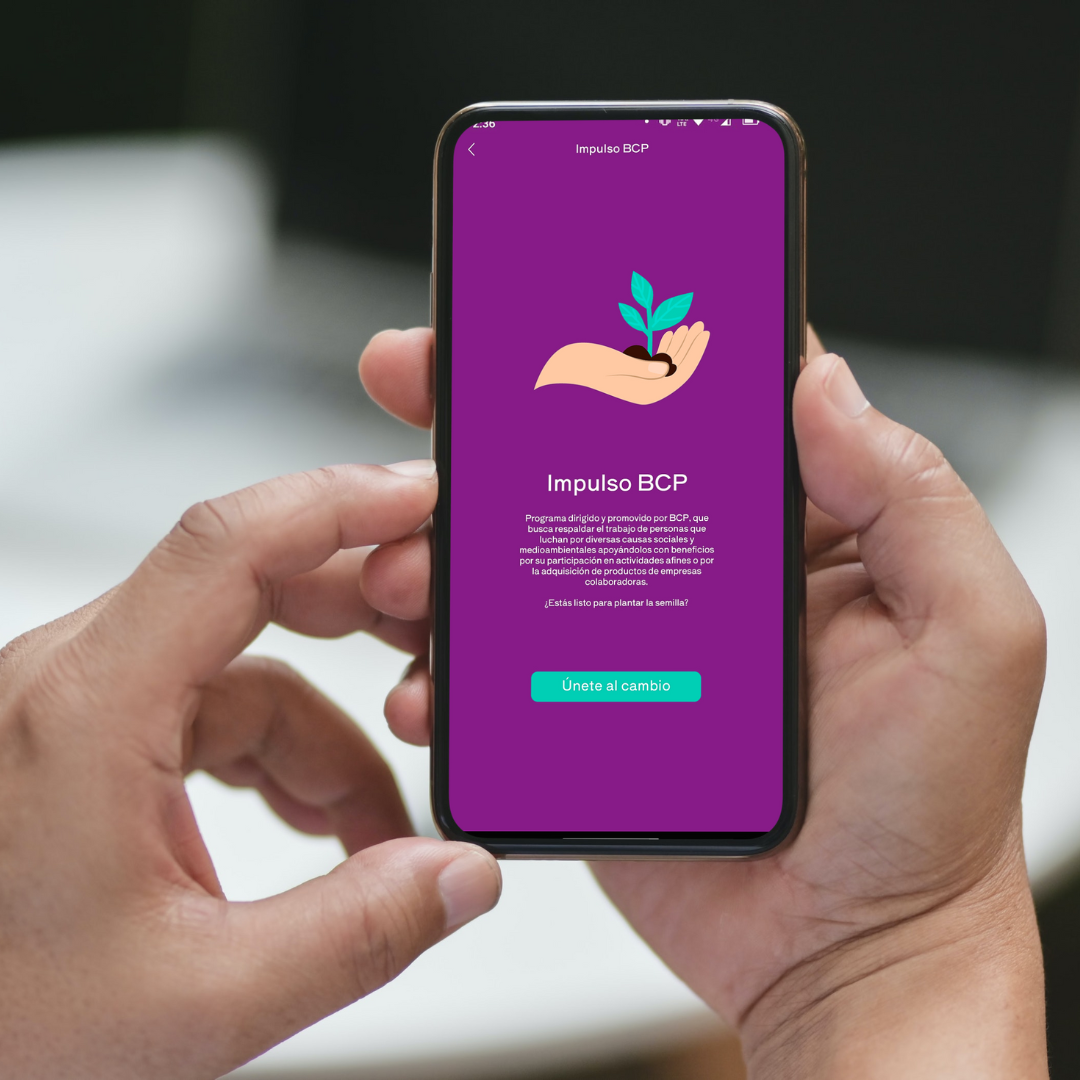 2:36
LTE
Impulso BCP
Impulso BCP
Programa dirigido y promovido por BCP, que
busca respaldar el trabajo de personas que
luchan por diversas causas sociales y
medioambientales apoyándolos con beneficios
por su participación en actividades afines o por
la adquisición de productos de empresas
colaboradoras.
¿Estás listo para plantar la semilla?
Únete al cambio